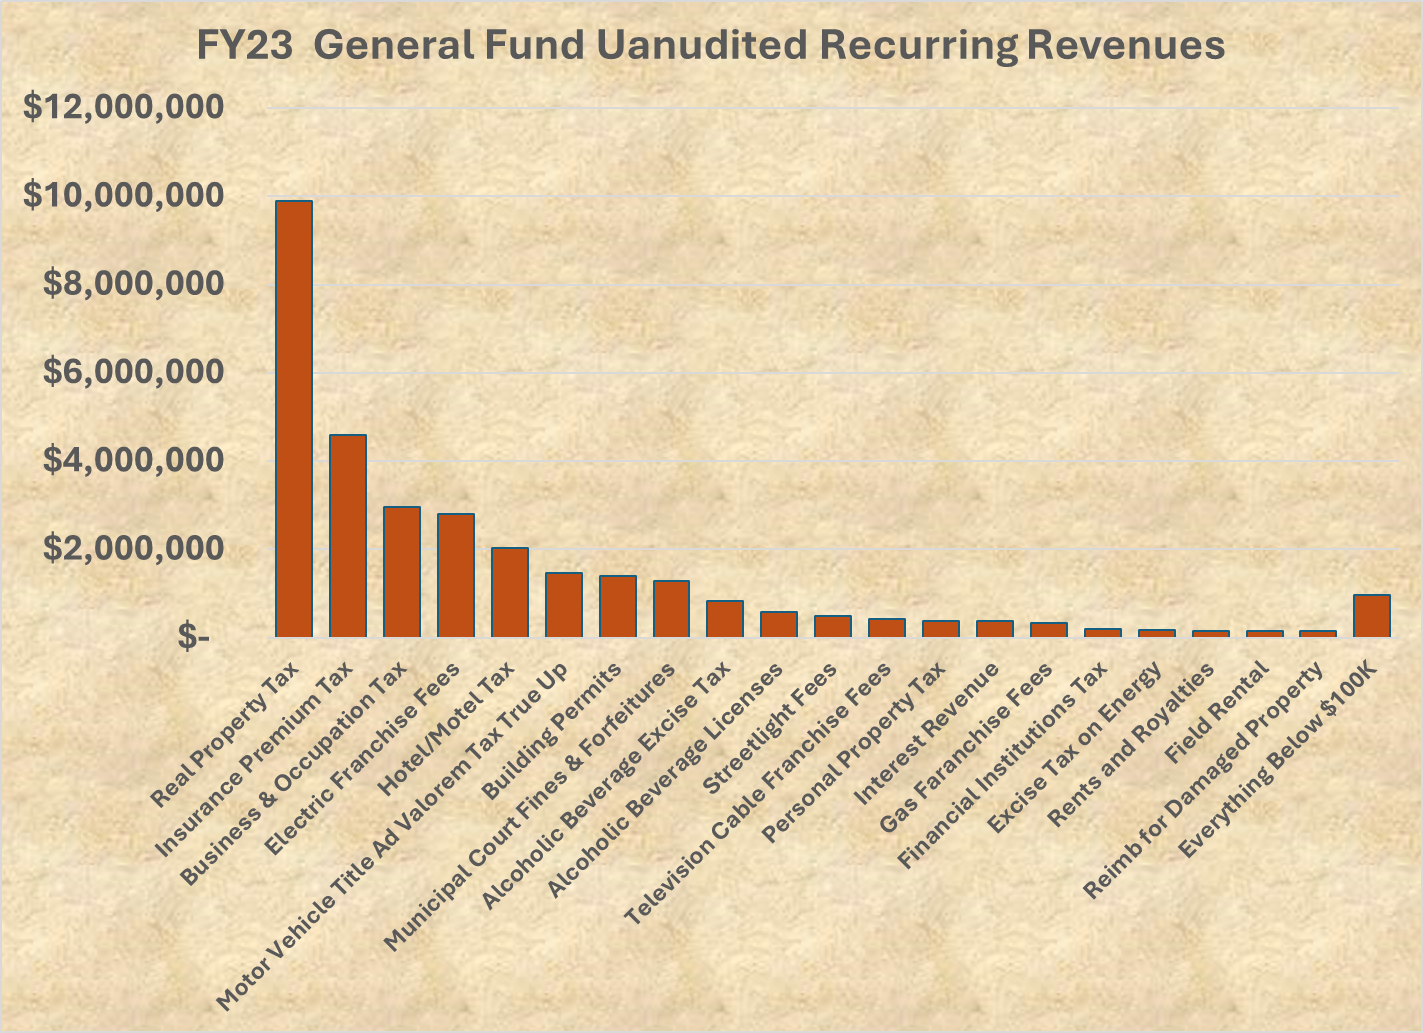 FY23  General Fund Uanudited Recurring Revenues
$12,000,000
$10,000,000
$8,000,000
$6,000,000
$4,000,000
$2,000,000
$-
Real Property Tax
Insurance Premium Tax
Business & Occupation Tax
Electric Franchise Fees
Hotel/Motel Tax
Motor Vehicle Title Ad Valorem Tax True Up
Building Permits
Municipal Court Fines & Forfeitures
Alcoholic Beverage Excise Tax
Alcoholic Beverage Licenses
Streetlight Fees
Television Cable Franchise Fees
Personal Property Tax
Interest Revenue
Gas Faranchise Fees
Financial Institutions Tax
Excise Tax on Energy
Rents and Royalties
Field Rental
Reimb for Damaged Property
Everything Below $100K